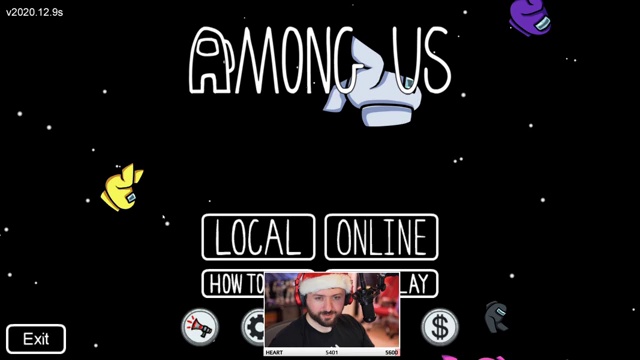 v2020.12.9s
AMONG US
LOCAL ONLINE
HOW TO LAY
$
Exit
HEART 5401 5600